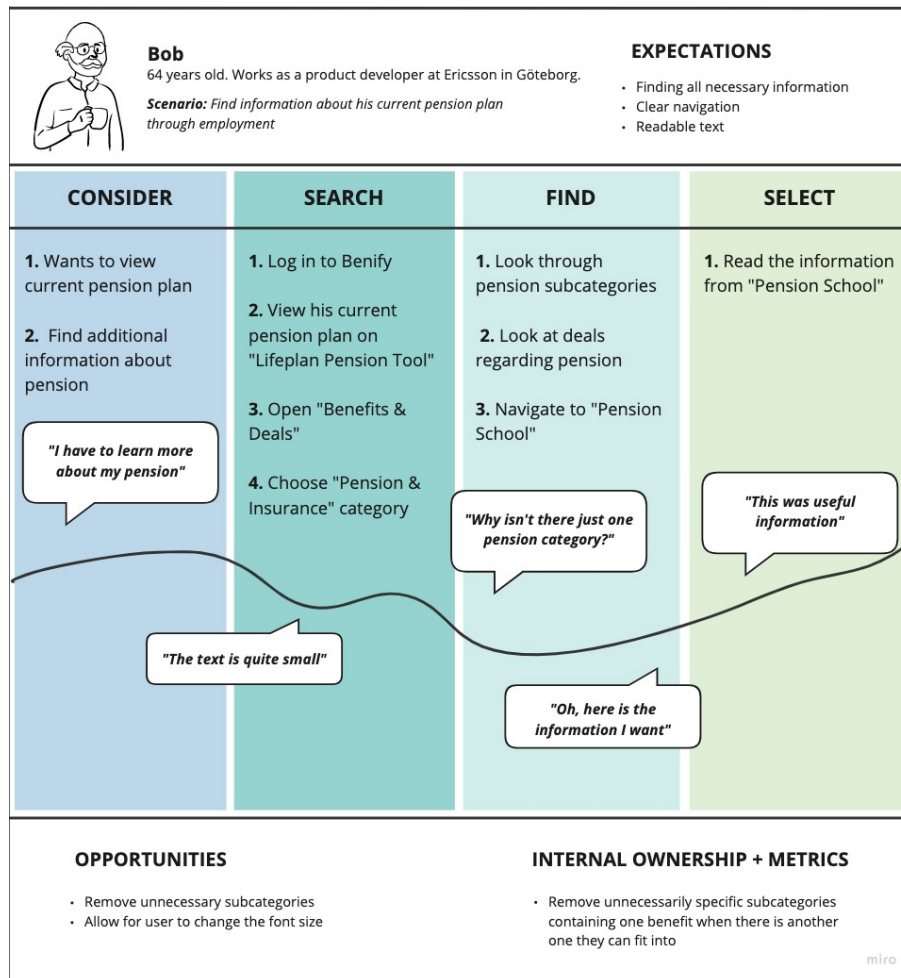 Bob
64 years old. Works as a product developer at Ericsson in Göteborg.
Scenario: Find information about his current pension plan
through employment
EXPECTATIONS
• Finding all necessary information
• Clear navigation
• Readable text
CONSIDER
1. Wants to view
current pension plan
2. Find additional
information about
pension
"I have to learn more
about my pension"
SEARCH
1. Log in to Benify
2. View his current
pension plan on
"Lifeplan Pension Tool"
3. Open "Benefits &
Deals"
4. Choose "Pension &
Insurance" category
"The text is quite small"
FIND
1. Look through
pension subcategories
2. Look at deals
regarding pension
3. Navigate to "Pension
School"
"Why isn't there just one
pension category?"
"Oh, here is the
information I want"
SELECT
1. Read the information
from "Pension School"
"This was useful
information"
OPPORTUNITIES
• Remove unnecessary subcategories
• Allow for user to change the font size
INTERNAL OWNERSHIP + METRICS
• Remove unnecessarily specific subcategories
containing one benefit when there is another
one they can fit into
miro